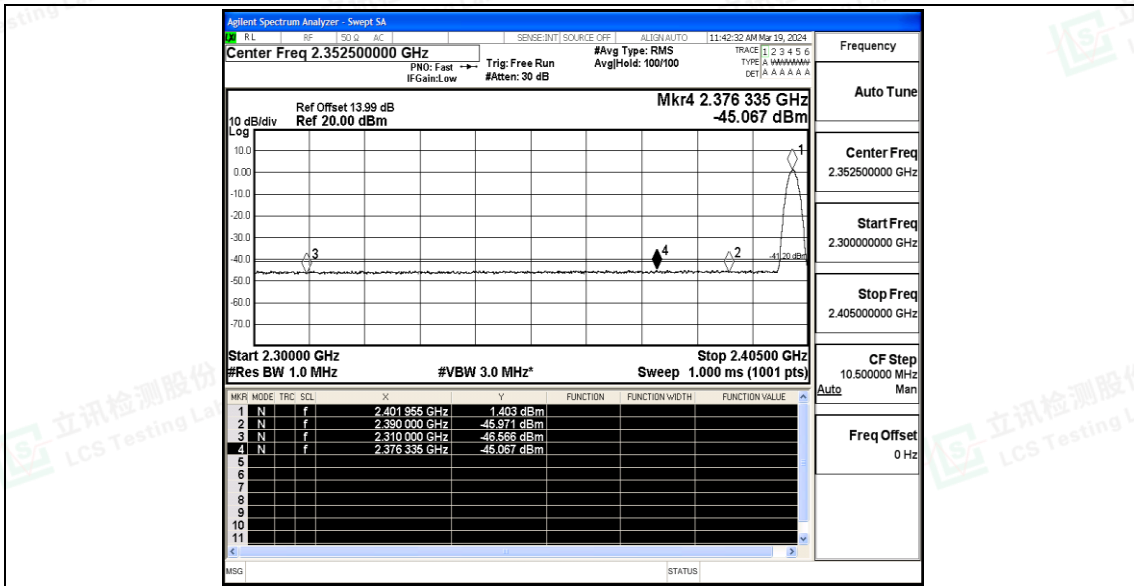 Agilent Spectrum Analyzer - Swept SA
LXI RL RF 50 Ω AC SENSE:INT SOURCE OFF ALIGN AUTO 11:42:32 AM Mar 19, 2024
Center Freq 2.352500000 GHz
PNO: Fast
IFGain:Low
Trig: Free Run
#Atten: 30 dB
#Avg Type: RMS
Avg|Hold: 100/100
TRACE 1 2 3 4 5 6
TYPE A WWWWW
DET A A A A A A
Mkr4 2.376 335 GHz
-45.067 dBm
Ref Offset 13.99 dB
10 dB/div Ref 20.00 dBm
Log
10.0
0.00
-10.0
-20.0
-30.0
-40.0
-50.0
-60.0
-70.0
1
2
3
4
-41.20 dBm
Start 2.30000 GHz Stop 2.40500 GHz
#Res BW 1.0 MHz #VBW 3.0 MHz* Sweep 1.000 ms (1001 pts)
MKR MODE TRC SCL X Y FUNCTION FUNCTION WIDTH FUNCTION VALUE
1 N f 2.401 955 GHz 1.403 dBm
2 N f 2.390 000 GHz -45.971 dBm
3 N f 2.310 000 GHz -46.566 dBm
4 N f 2.376 335 GHz -45.067 dBm
5
6
7
8
9
10
11
MSG STATUS
Frequency
Auto Tune
Center Freq
2.352500000 GHz
Start Freq
2.300000000 GHz
Stop Freq
2.405000000 GHz
CF Step
10.500000 MHz
Auto Man
Freq Offset
0 Hz
立讯检测股份
LCS Testing Lab
立讯检测股份
LCS Testing